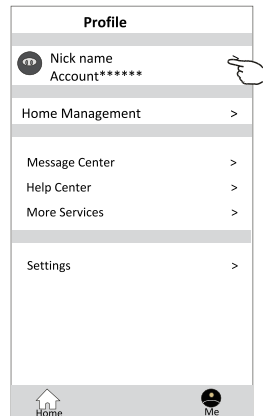 Profile
Nick name
Account******
Home Management >
Message Center >
Help Center >
More Services >
Settings >
Home Me